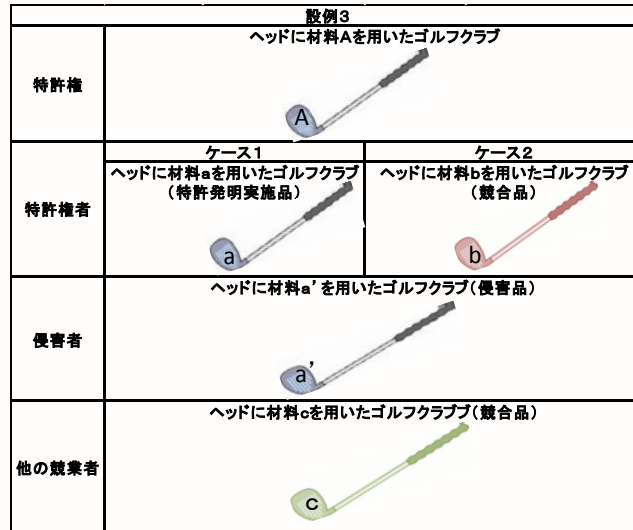 設例3
特許権
ヘッドに材料Aを用いたゴルフクラブ
A
特許権者
ケース1
ヘッドに材料aを用いたゴルフクラブ
(特許発明実施品)
a
ケース2
ヘッドに材料bを用いたゴルフクラブ
(競合品)
b
侵害者
ヘッドに材料a'を用いたゴルフクラブ(侵害品)
a'
他の競業者
ヘッドに材料cを用いたゴルフクラブブ(競合品)
c